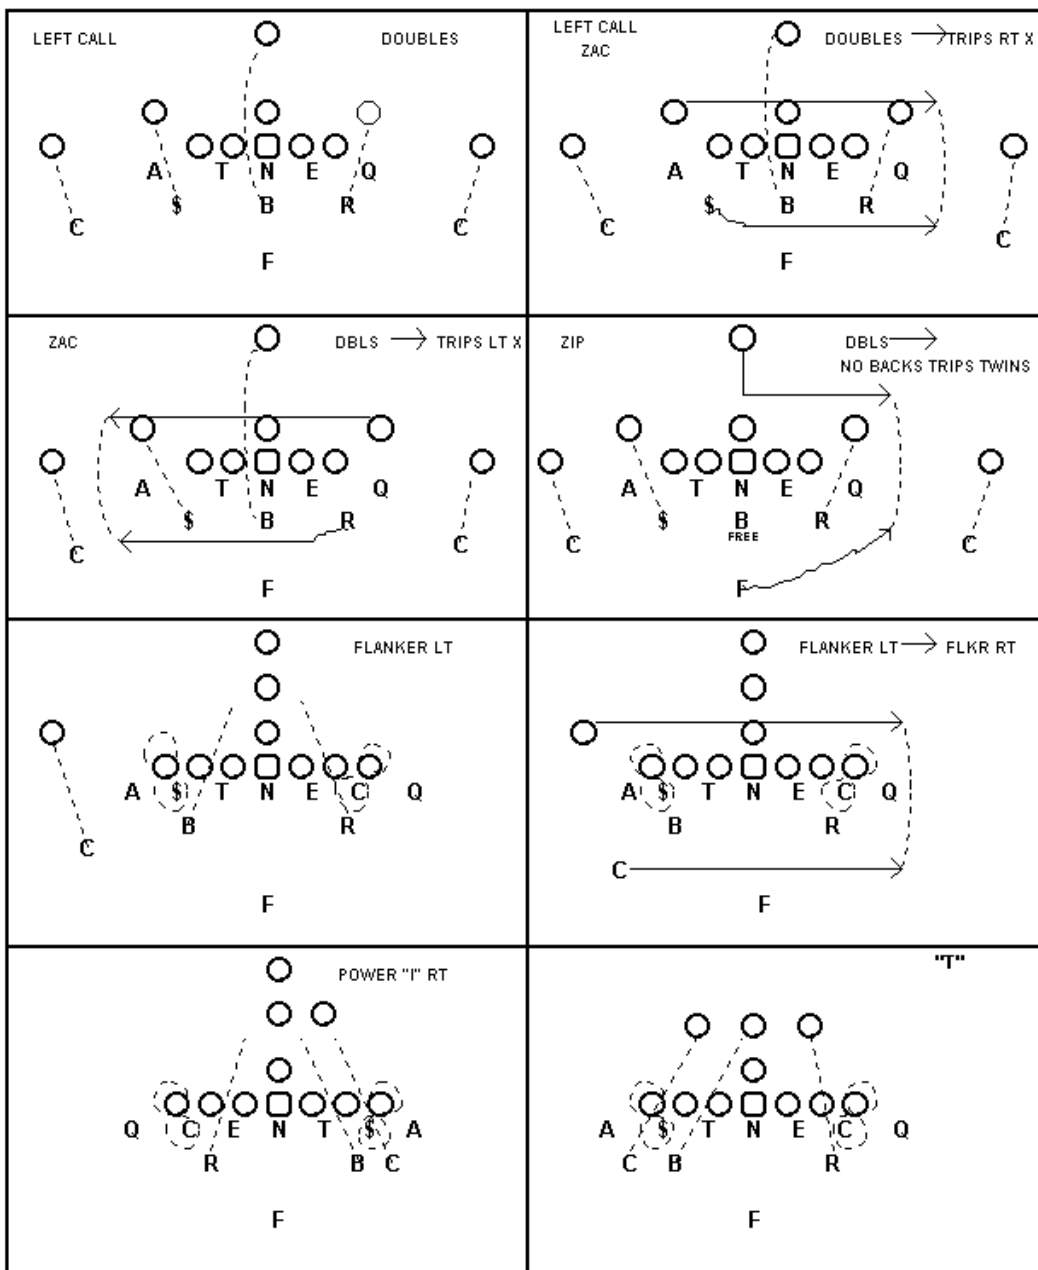 LEFT CALL DOUBLES
A T N E Q
$ B R
C C
F
LEFT CALL DOUBLES TRIPS RT X
ZAC
A T N E Q
$ B R
C C
F
ZAC DBLS TRIPS LT X
A T N E Q
$ B R
C C
F
ZIP DBLS
NO BACKS TRIPS TWINS
A T N E Q
$ B R
FREE
C C
F
FLANKER LT
A $ T N E C Q
B R
C
F
FLANKER LT FLKR RT
A $ T N E C Q
B R
C
F
POWER "I" RT
Q C E N T $ A
R B C
F
"T"
A $ T N E C Q
C B R
F